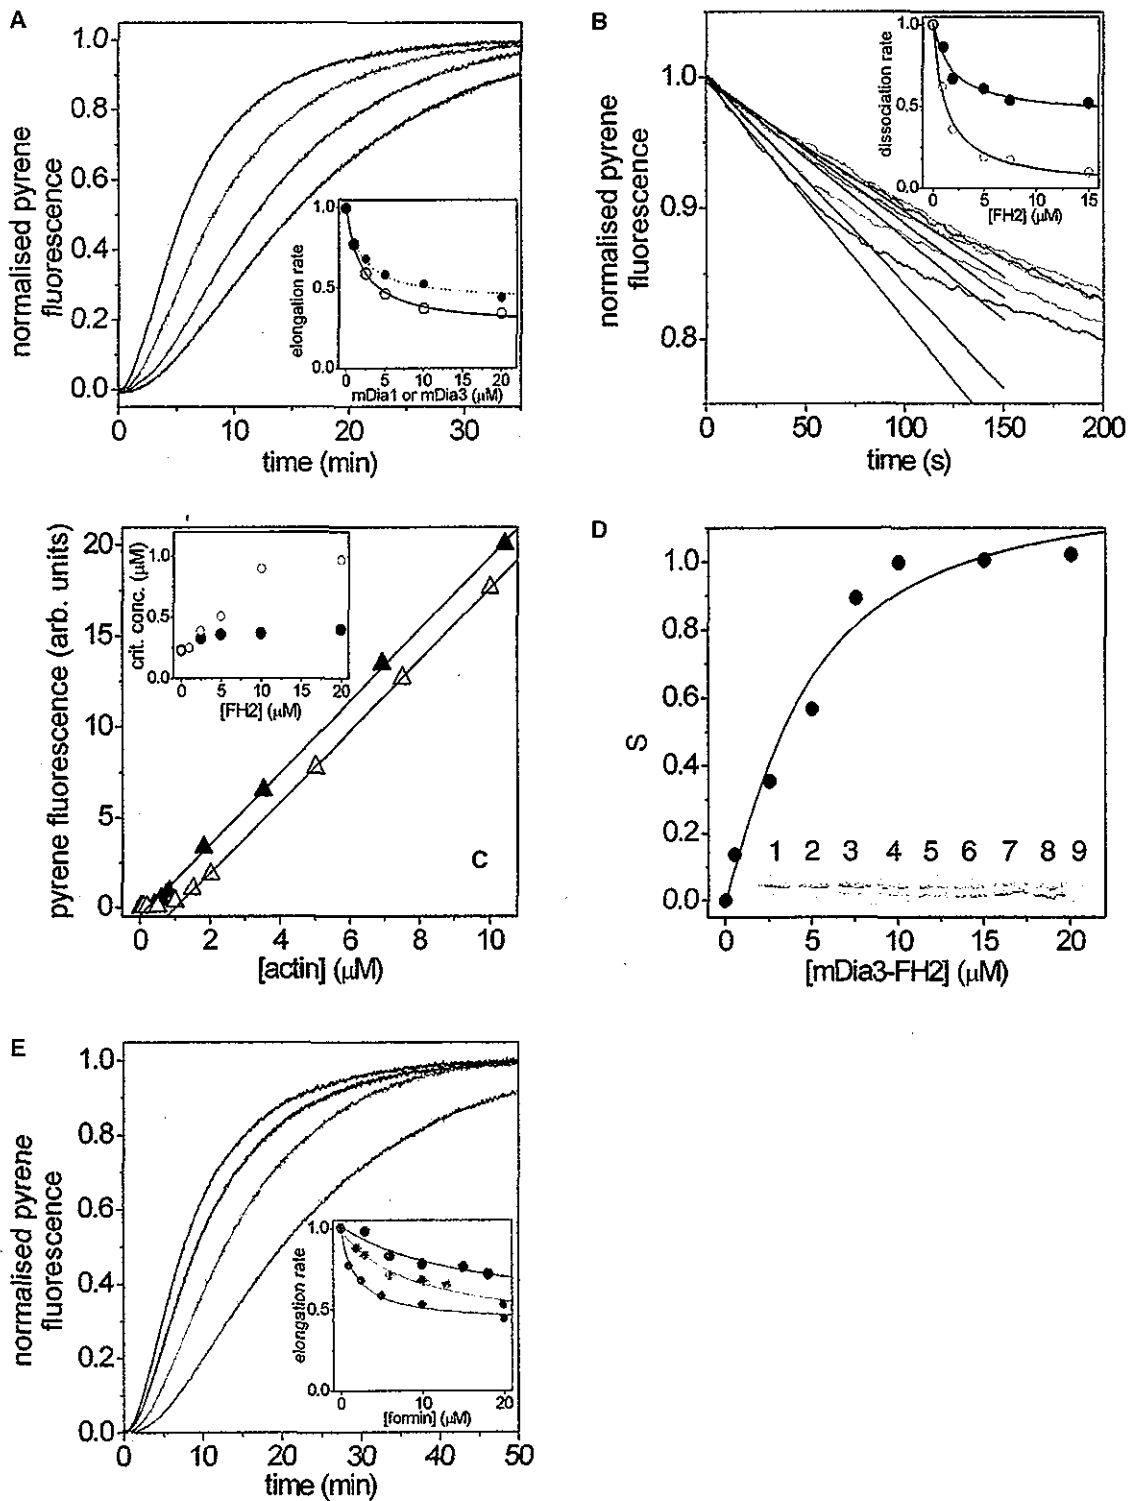 A
1.0
0.8
0.6
0.4
0.2
0.0
normalised pyrene
fluorescence
0 10 20 30
time (min)
1.0
0.5
0.0
elongation rate
0 5 10 15 20
mDia1 or mDia3 (μM)
B
1.0
0.9
0.8
normalised pyrene
fluorescence
0 50 100 150 200
time (s)
1.0
0.5
0.0
dissociation rate
0 5 10 15
[FH2] (μM)
20
15
10
5
0
pyrene fluorescence (arb. units)
0 2 4 6 8 10
[actin] (μM)
C
1.0
0.5
0.0
crit. conc. (μM)
0 5 10 15 20
[FH2] (μM)
D
1.0
0.8
0.6
0.4
0.2
0.0
S
1 2 3 4 5 6 7 8 9
0 5 10 15 20
[mDia3-FH2] (μM)
E
1.0
0.8
0.6
0.4
0.2
0.0
normalised pyrene
fluorescence
0 10 20 30 40 50
time (min)
1.0
0.5
0.0
elongation rate
0 10 20
[formin] (μM)